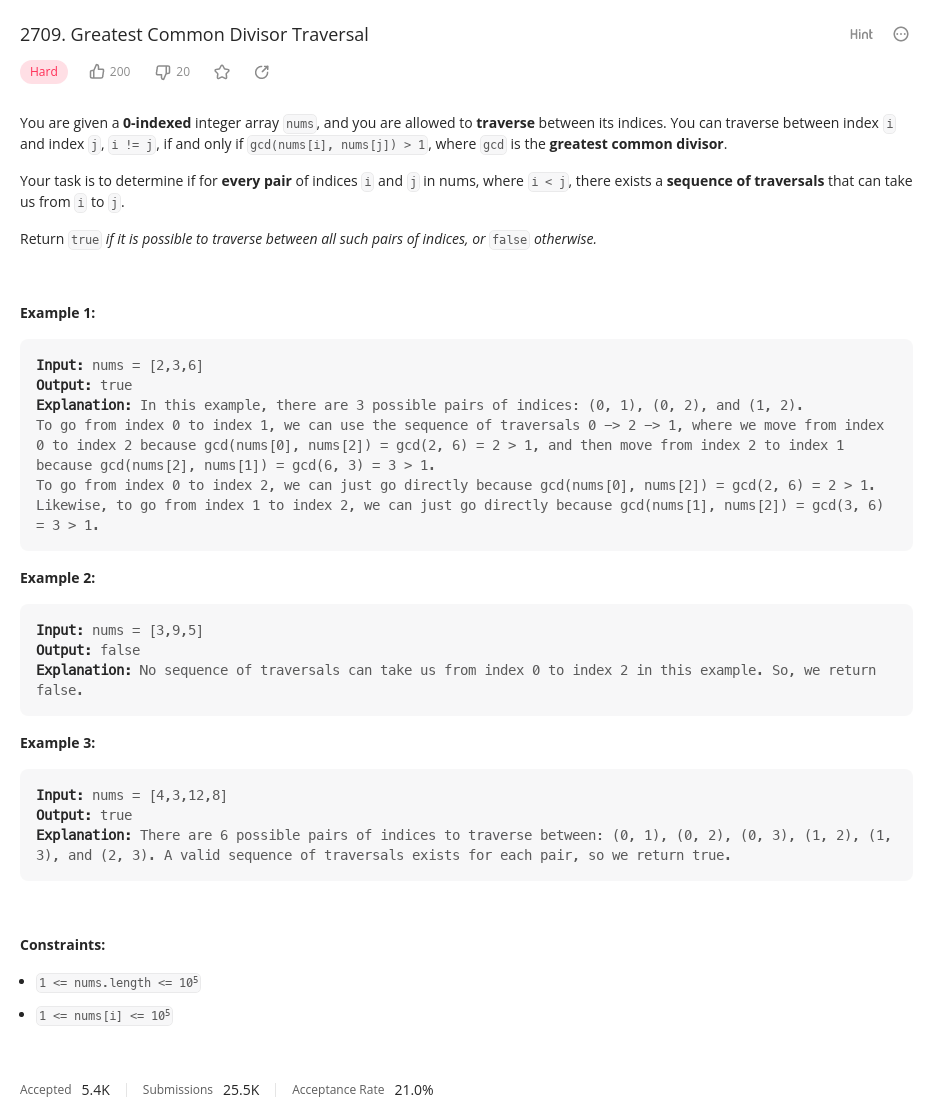 2709. Greatest Common Divisor Traversal
Hint
Hard 200 20
You are given a 0-indexed integer array nums, and you are allowed to traverse between its indices. You can traverse between index i
and index j, i != j, if and only if gcd(nums[i], nums[j]) > 1, where gcd is the greatest common divisor.
Your task is to determine if for every pair of indices i and j in nums, where i < j, there exists a sequence of traversals that can take
us from i to j.
Return true if it is possible to traverse between all such pairs of indices, or false otherwise.
Example 1:
Input: nums = [2,3,6]
Output: true
Explanation: In this example, there are 3 possible pairs of indices: (0, 1), (0, 2), and (1, 2).
To go from index 0 to index 1, we can use the sequence of traversals 0 -> 2 -> 1, where we move from index
0 to index 2 because gcd(nums[0], nums[2]) = gcd(2, 6) = 2 > 1, and then move from index 2 to index 1
because gcd(nums[2], nums[1]) = gcd(6, 3) = 3 > 1.
To go from index 0 to index 2, we can just go directly because gcd(nums[0], nums[2]) = gcd(2, 6) = 2 > 1.
Likewise, to go from index 1 to index 2, we can just go directly because gcd(nums[1], nums[2]) = gcd(3, 6)
= 3 > 1.
Example 2:
Input: nums = [3,9,5]
Output: false
Explanation: No sequence of traversals can take us from index 0 to index 2 in this example. So, we return
false.
Example 3:
Input: nums = [4,3,12,8]
Output: true
Explanation: There are 6 possible pairs of indices to traverse between: (0, 1), (0, 2), (0, 3), (1, 2), (1,
3), and (2, 3). A valid sequence of traversals exists for each pair, so we return true.
Constraints:
• 1 <= nums.length <= 10⁵
• 1 <= nums[i] <= 10⁵
Accepted 5.4K Submissions 25.5K Acceptance Rate 21.0%